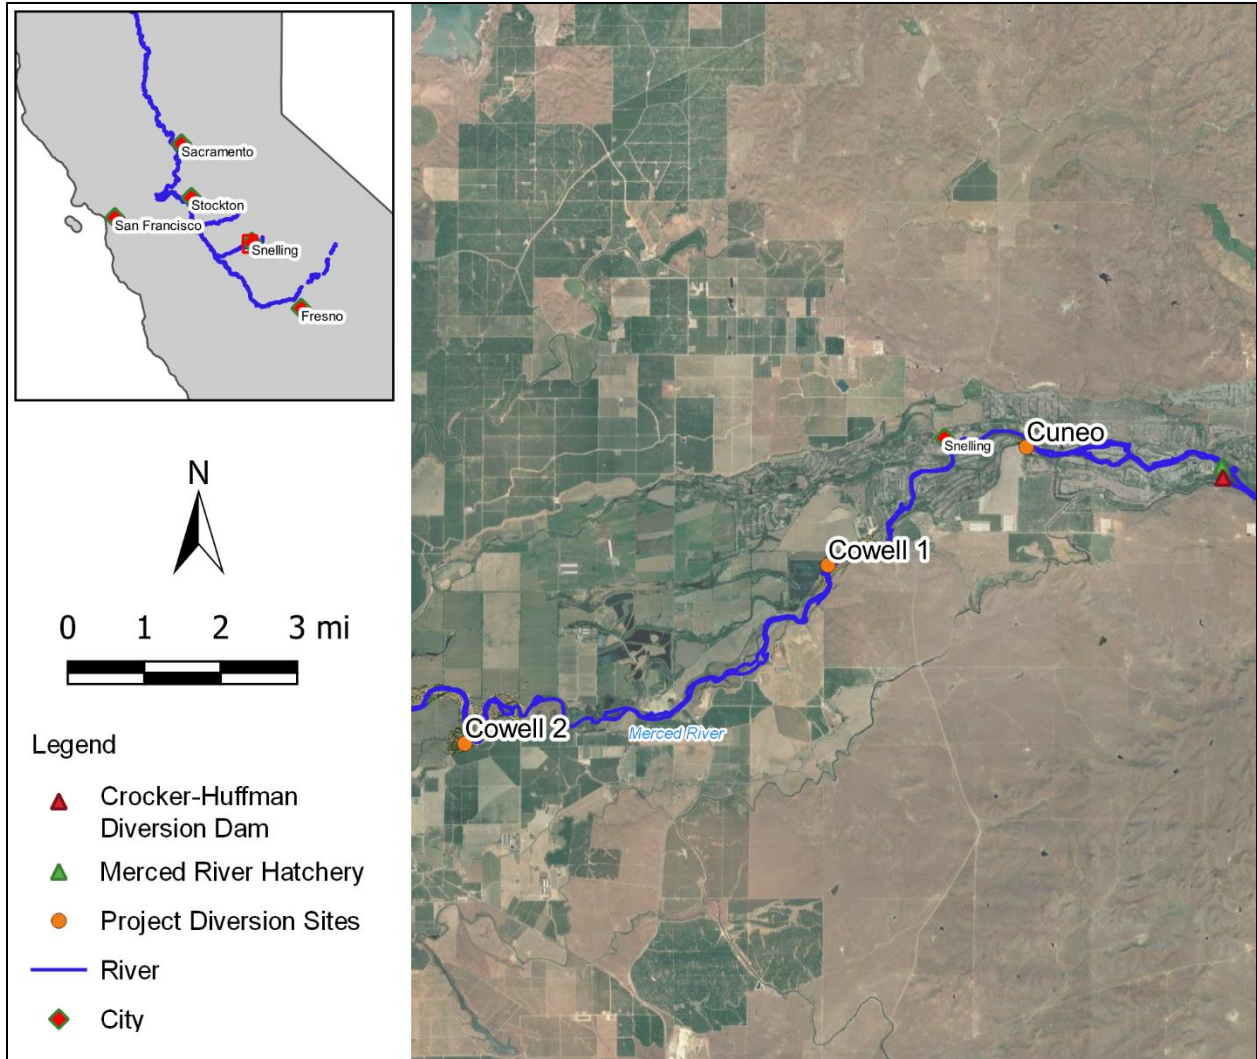 Sacramento
Stockton
San Francisco
Snelling
Fresno
N
0 1 2 3 mi
Legend
Crocker-Huffman
Diversion Dam
Merced River Hatchery
Project Diversion Sites
River
City
Cuneo
Snelling
Cowell 1
Cowell 2
Merced River